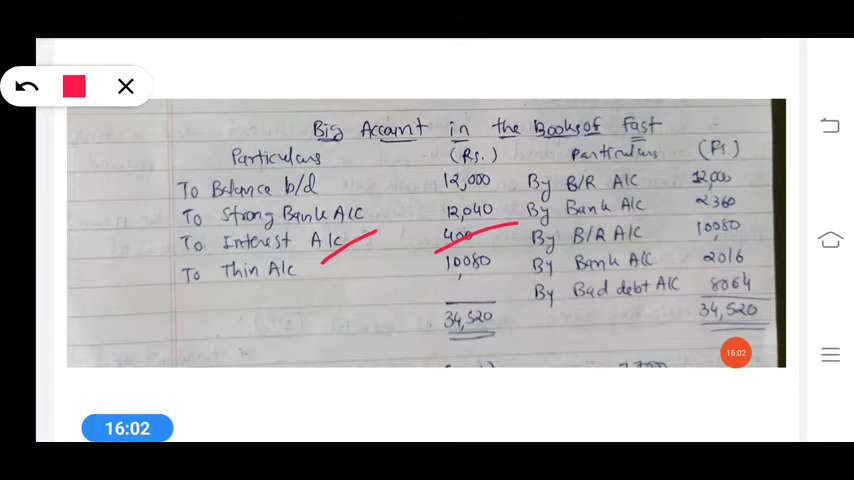 Big Account in the Books of Fast
Particulars (Rs.) Particulars (Rs.)
To Balance b/d 12,000 By B/R A/C 12,000
To Strong Bank A/C 12,040 By Bank A/C 2360
To Interest A/c 400 By B/R A/C 10080
To Thin A/c 10080 By Bank A/C 2016
By Bad debt A/C 8064
34,520 34,520
16:02
16:02